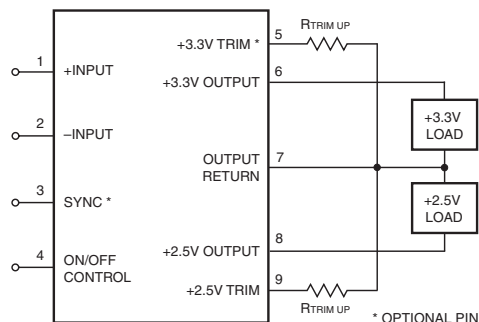 RTRIM UP
5
+3.3V TRIM *
1
6
+INPUT
+3.3V OUTPUT
+3.3V
LOAD
2
–INPUT
OUTPUT
RETURN
7
3
SYNC *
+2.5V
LOAD
4
ON/OFF
CONTROL
+2.5V OUTPUT
8
+2.5V TRIM
9
RTRIM UP
* OPTIONAL PIN